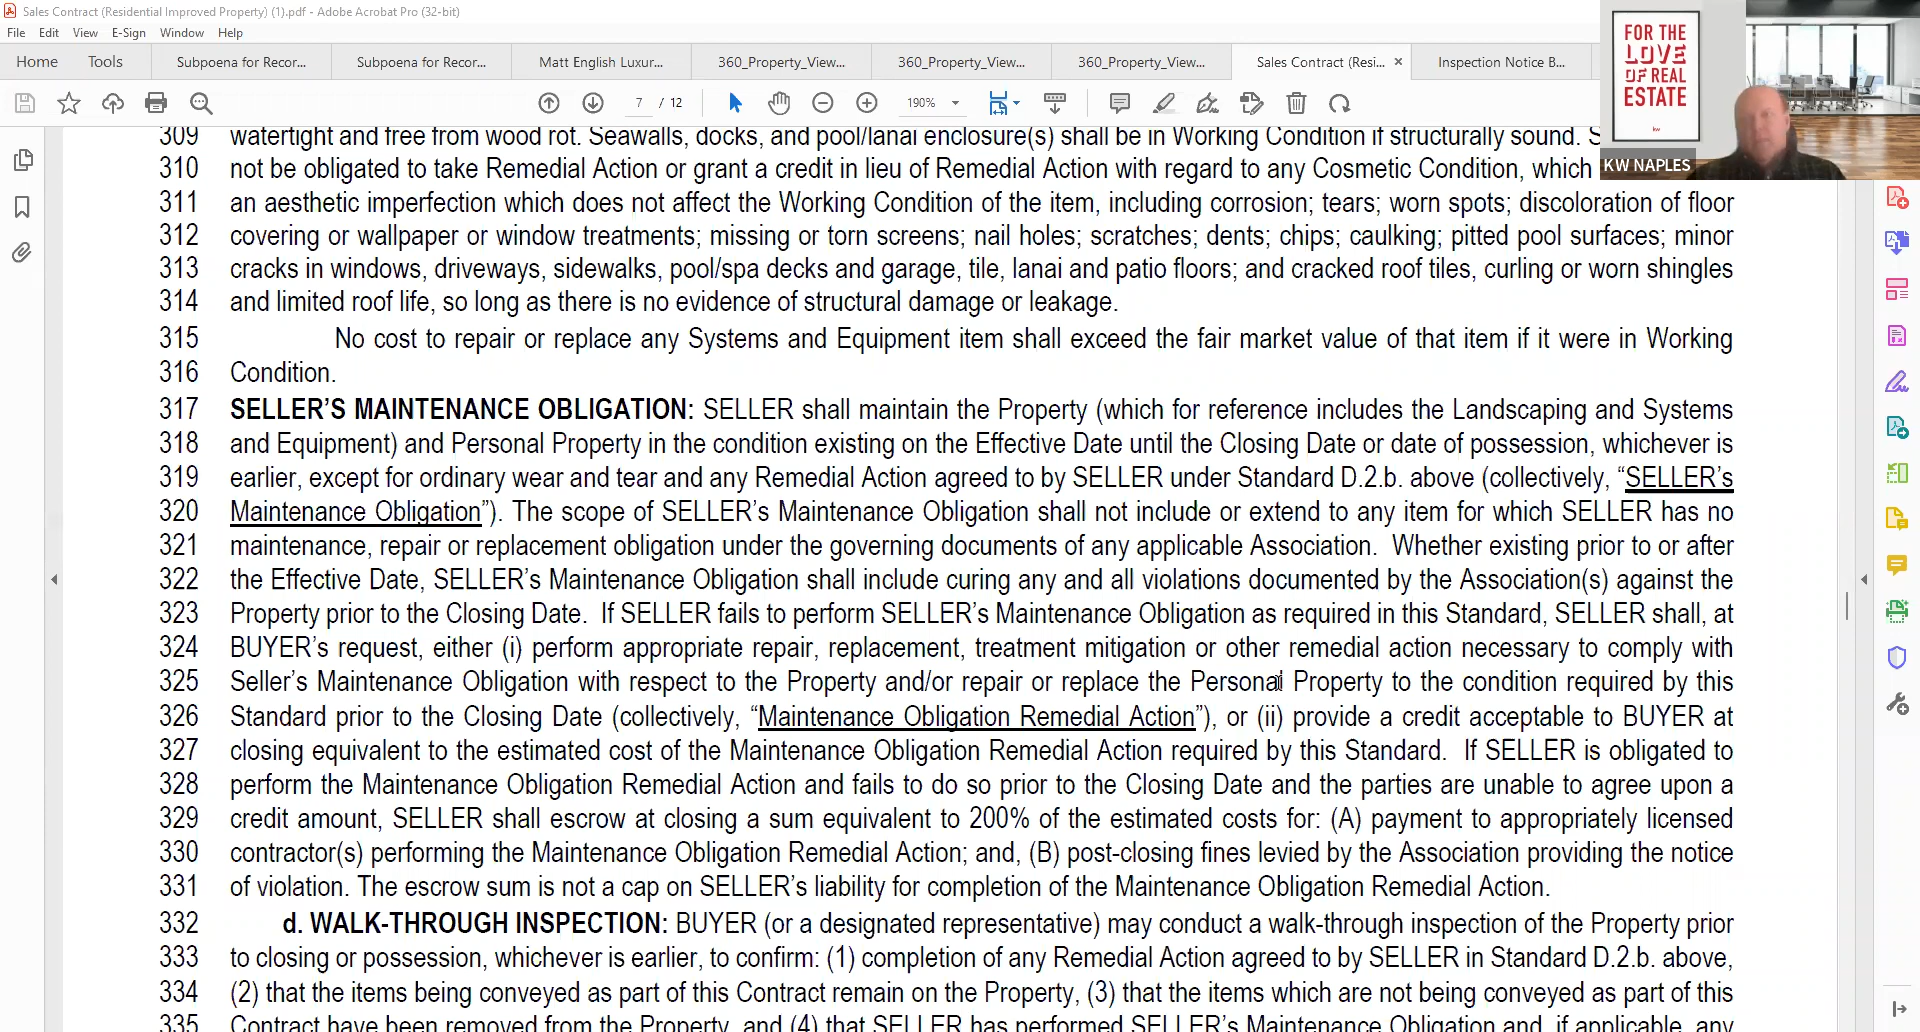 Sales Contract (Residential Improved Property) (1).pdf - Adobe Acrobat Pro (32-bit)
File Edit View E-Sign Window Help
Home Tools Subpoena for Recor... Subpoena for Recor... Matt English Luxur... 360_Property_View... 360_Property_View... 360_Property_View... Sales Contract (Resi... × Inspection Notice B...
7 / 12 190%
FOR THE
LOVE
OF REAL
ESTATE
kw
KW NAPLES
309 watertight and free from wood rot. Seawalls, docks, and pool/lanai enclosure(s) shall be in Working Condition if structurally sound. S
310 not be obligated to take Remedial Action or grant a credit in lieu of Remedial Action with regard to any Cosmetic Condition, which
311 an aesthetic imperfection which does not affect the Working Condition of the item, including corrosion; tears; worn spots; discoloration of floor
312 covering or wallpaper or window treatments; missing or torn screens; nail holes; scratches; dents; chips; caulking; pitted pool surfaces; minor
313 cracks in windows, driveways, sidewalks, pool/spa decks and garage, tile, lanai and patio floors; and cracked roof tiles, curling or worn shingles
314 and limited roof life, so long as there is no evidence of structural damage or leakage.
315 No cost to repair or replace any Systems and Equipment item shall exceed the fair market value of that item if it were in Working
316 Condition.
317 SELLER'S MAINTENANCE OBLIGATION: SELLER shall maintain the Property (which for reference includes the Landscaping and Systems
318 and Equipment) and Personal Property in the condition existing on the Effective Date until the Closing Date or date of possession, whichever is
319 earlier, except for ordinary wear and tear and any Remedial Action agreed to by SELLER under Standard D.2.b. above (collectively, “SELLER’s
320 Maintenance Obligation”). The scope of SELLER’s Maintenance Obligation shall not include or extend to any item for which SELLER has no
321 maintenance, repair or replacement obligation under the governing documents of any applicable Association. Whether existing prior to or after
322 the Effective Date, SELLER’s Maintenance Obligation shall include curing any and all violations documented by the Association(s) against the
323 Property prior to the Closing Date. If SELLER fails to perform SELLER’s Maintenance Obligation as required in this Standard, SELLER shall, at
324 BUYER’s request, either (i) perform appropriate repair, replacement, treatment mitigation or other remedial action necessary to comply with
325 Seller’s Maintenance Obligation with respect to the Property and/or repair or replace the Personal Property to the condition required by this
326 Standard prior to the Closing Date (collectively, “Maintenance Obligation Remedial Action”), or (ii) provide a credit acceptable to BUYER at
327 closing equivalent to the estimated cost of the Maintenance Obligation Remedial Action required by this Standard. If SELLER is obligated to
328 perform the Maintenance Obligation Remedial Action and fails to do so prior to the Closing Date and the parties are unable to agree upon a
329 credit amount, SELLER shall escrow at closing a sum equivalent to 200% of the estimated costs for: (A) payment to appropriately licensed
330 contractor(s) performing the Maintenance Obligation Remedial Action; and, (B) post-closing fines levied by the Association providing the notice
331 of violation. The escrow sum is not a cap on SELLER’s liability for completion of the Maintenance Obligation Remedial Action.
332 d. WALK-THROUGH INSPECTION: BUYER (or a designated representative) may conduct a walk-through inspection of the Property prior
333 to closing or possession, whichever is earlier, to confirm: (1) completion of any Remedial Action agreed to by SELLER in Standard D.2.b. above,
334 (2) that the items being conveyed as part of this Contract remain on the Property, (3) that the items which are not being conveyed as part of this
335 Contract have been removed from the Property, and (4) that SELLER has performed SELLER’s Maintenance Obligation and, if applicable, any